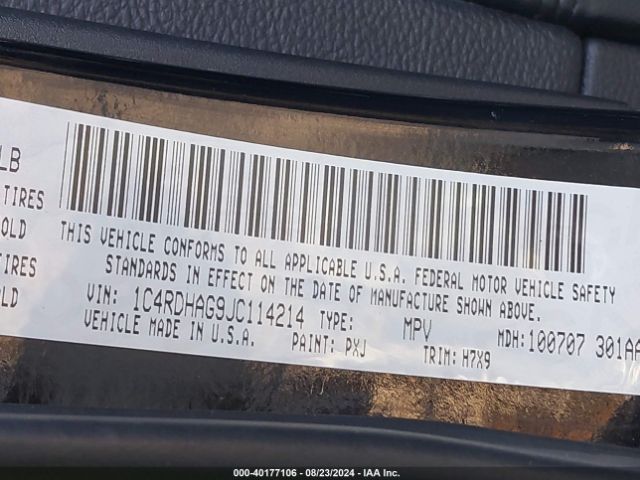 LB
TIRES
OLD
TIRES
OLD
THIS VEHICLE CONFORMS TO ALL APPLICABLE U.S.A. FEDERAL MOTOR VEHICLE SAFETY
STANDARDS IN EFFECT ON THE DATE OF MANUFACTURE SHOWN ABOVE.
VIN: 1C4RDHAG9JC114214 TYPE: MPV MDH:100707 301AA
VEHICLE MADE IN U.S.A. PAINT: PXJ TRIM: H7X9
000-40177106 - 08/23/2024 - IAA Inc.